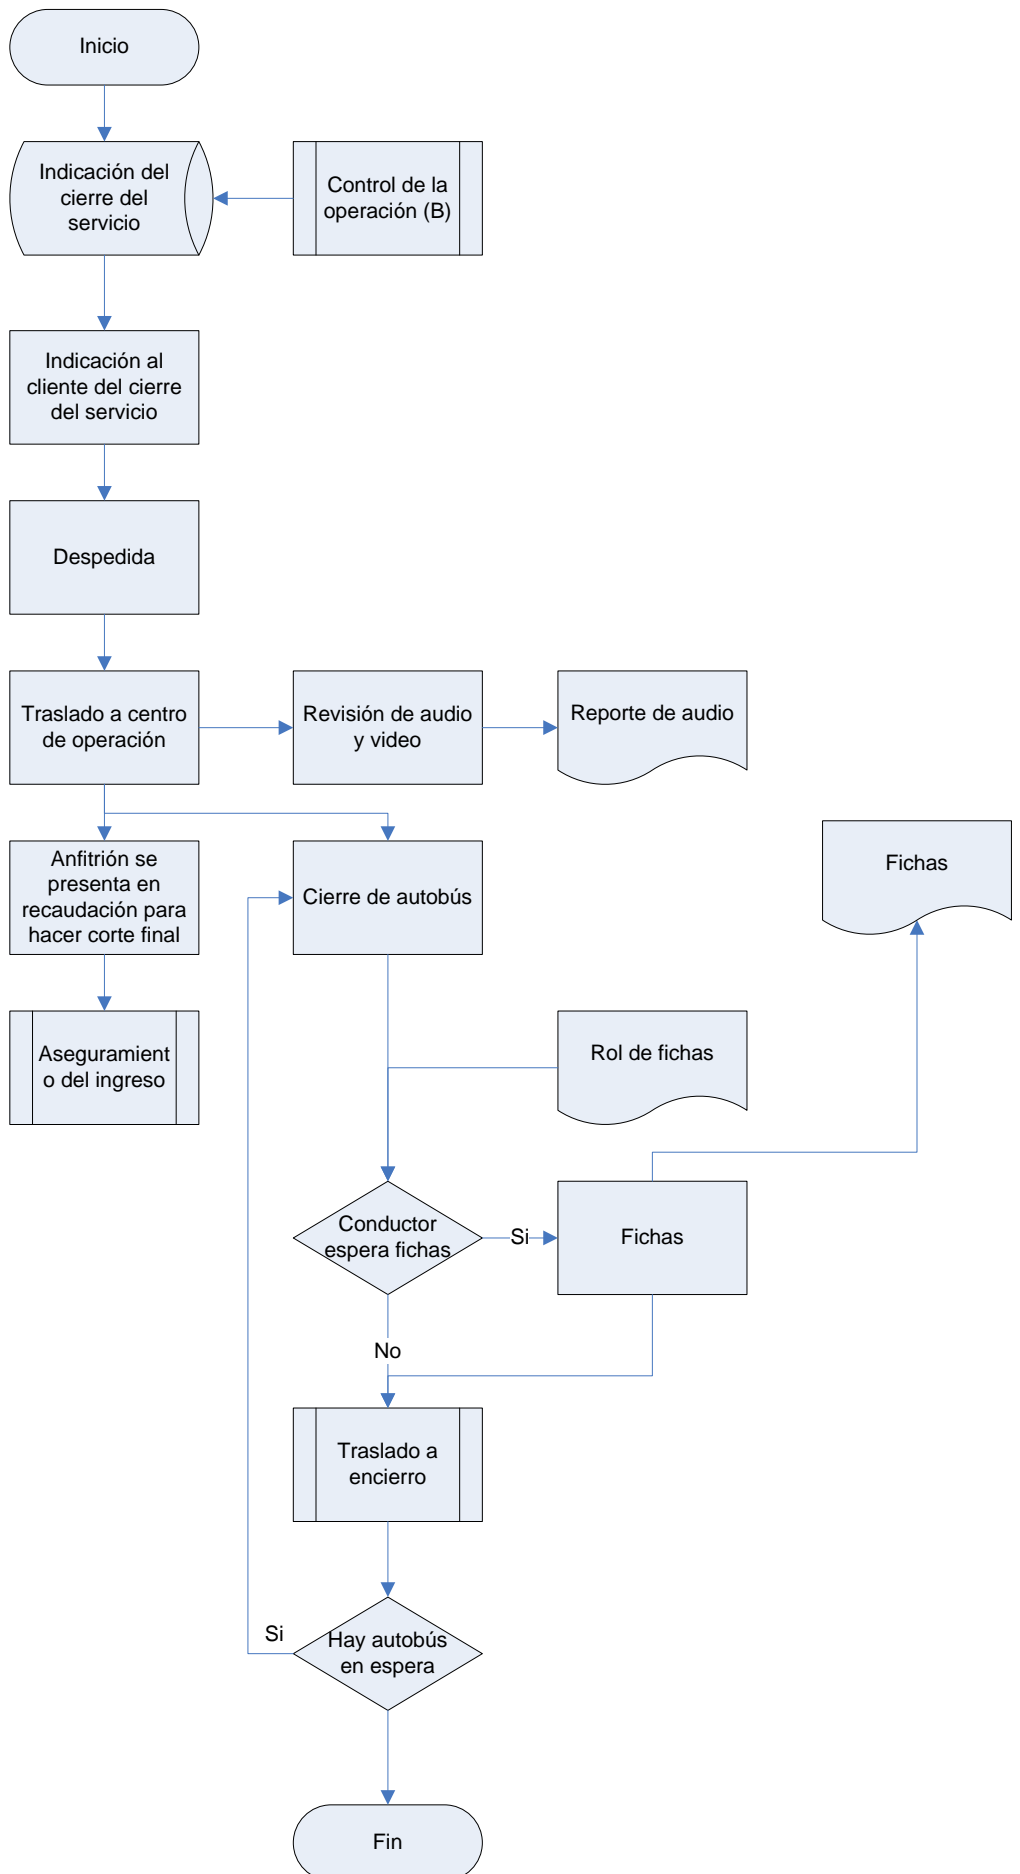 Inicio
Indicación del
cierre del
servicio
Control de la
operación (B)
Indicación al
cliente del cierre
del servicio
Despedida
Traslado a centro
de operación
Revisión de audio
y video
Reporte de audio
Anfitrión se
presenta en
recaudación para
hacer corte final
Cierre de autobús
Fichas
Aseguramient
o del ingreso
Rol de fichas
Conductor
espera fichas
Si
Fichas
No
Traslado a
encierro
Si
Hay autobús
en espera
Fin